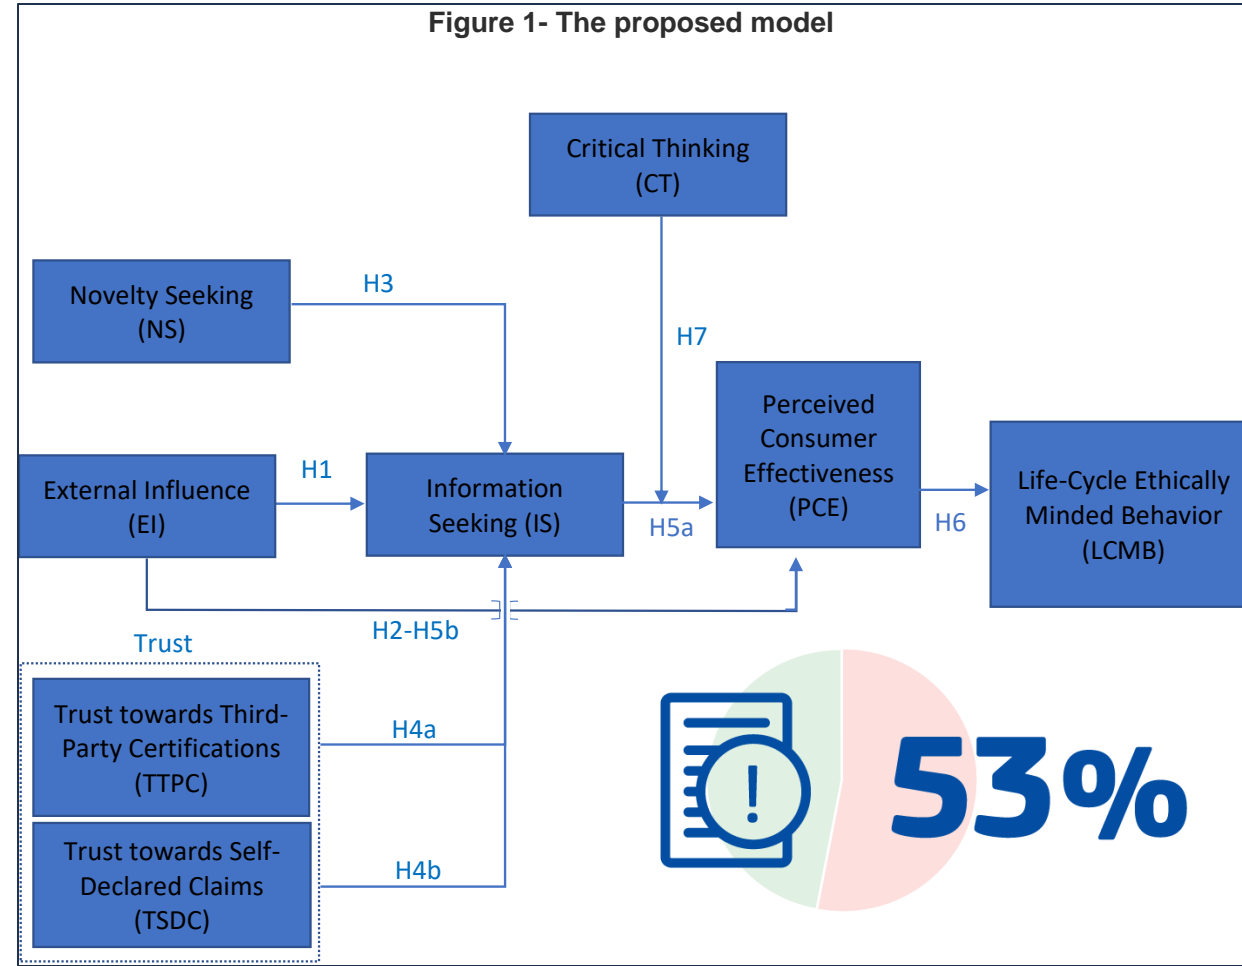 Figure 1- The proposed model
Critical Thinking
(CT)
Novelty Seeking
(NS)
H3
H7
External Influence
(EI)
H1
Information
Seeking (IS)
H5a
Perceived
Consumer
Effectiveness
(PCE)
H6
Life-Cycle Ethically
Minded Behavior
(LCMB)
H2-H5b
Trust
Trust towards Third-
Party Certifications
(TTPC)
H4a
Trust towards Self-
Declared Claims
(TSDC)
H4b
!
53%